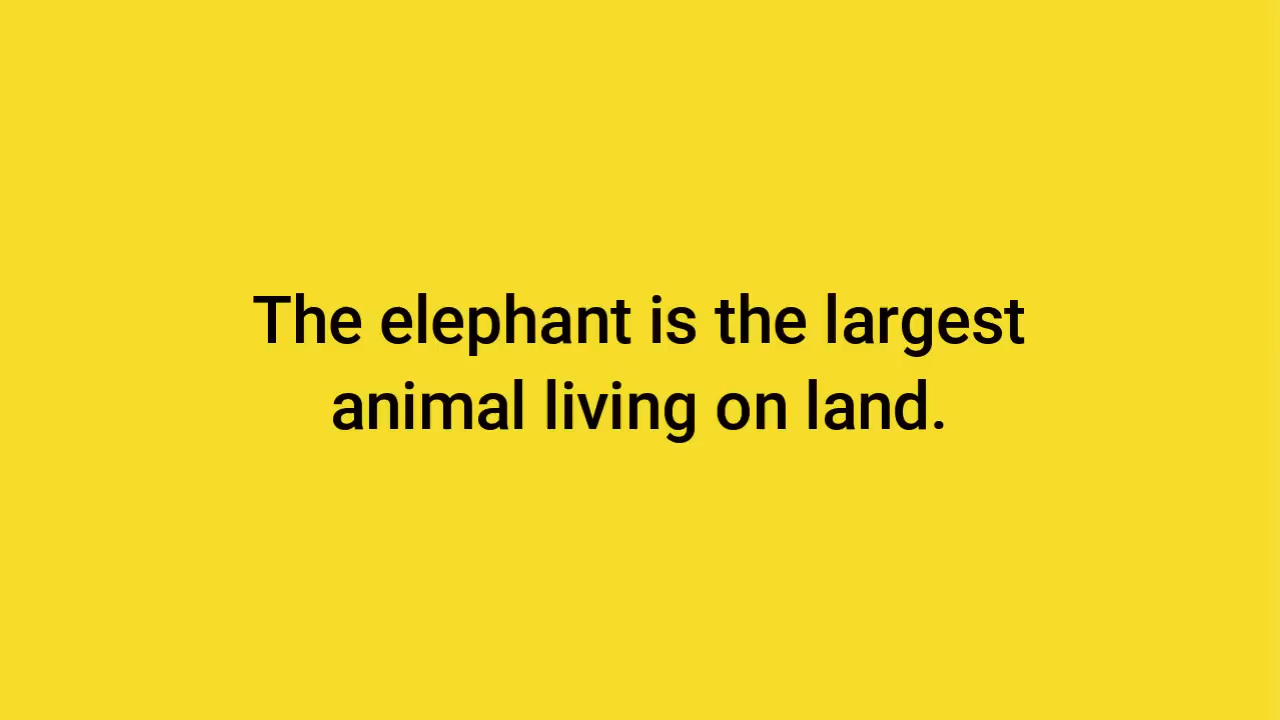 The elephant is the largest
animal living on land.